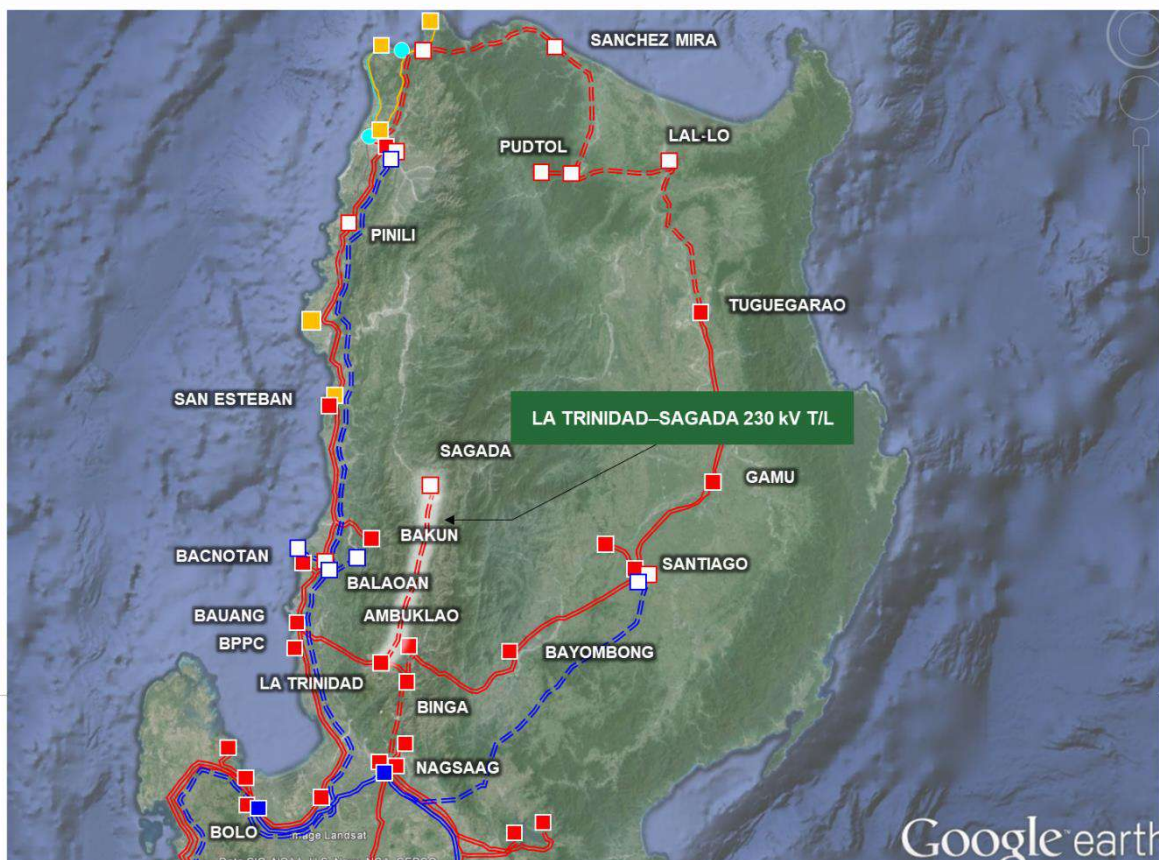 SANCHEZ MIRA
LAL-LO
PUDTOL
PINILI
TUGUEGARAO
SAN ESTEBAN
LA TRINIDAD–SAGADA 230 kV T/L
SAGADA
GAMU
BAKUN
BACNOTAN
SANTIAGO
BALAOAN
BAUANG
AMBUKLAO
BPPC
BAYOMBONG
LA TRINIDAD
BINGA
NAGSAAG
BOLO
Image Landsat
Google earth